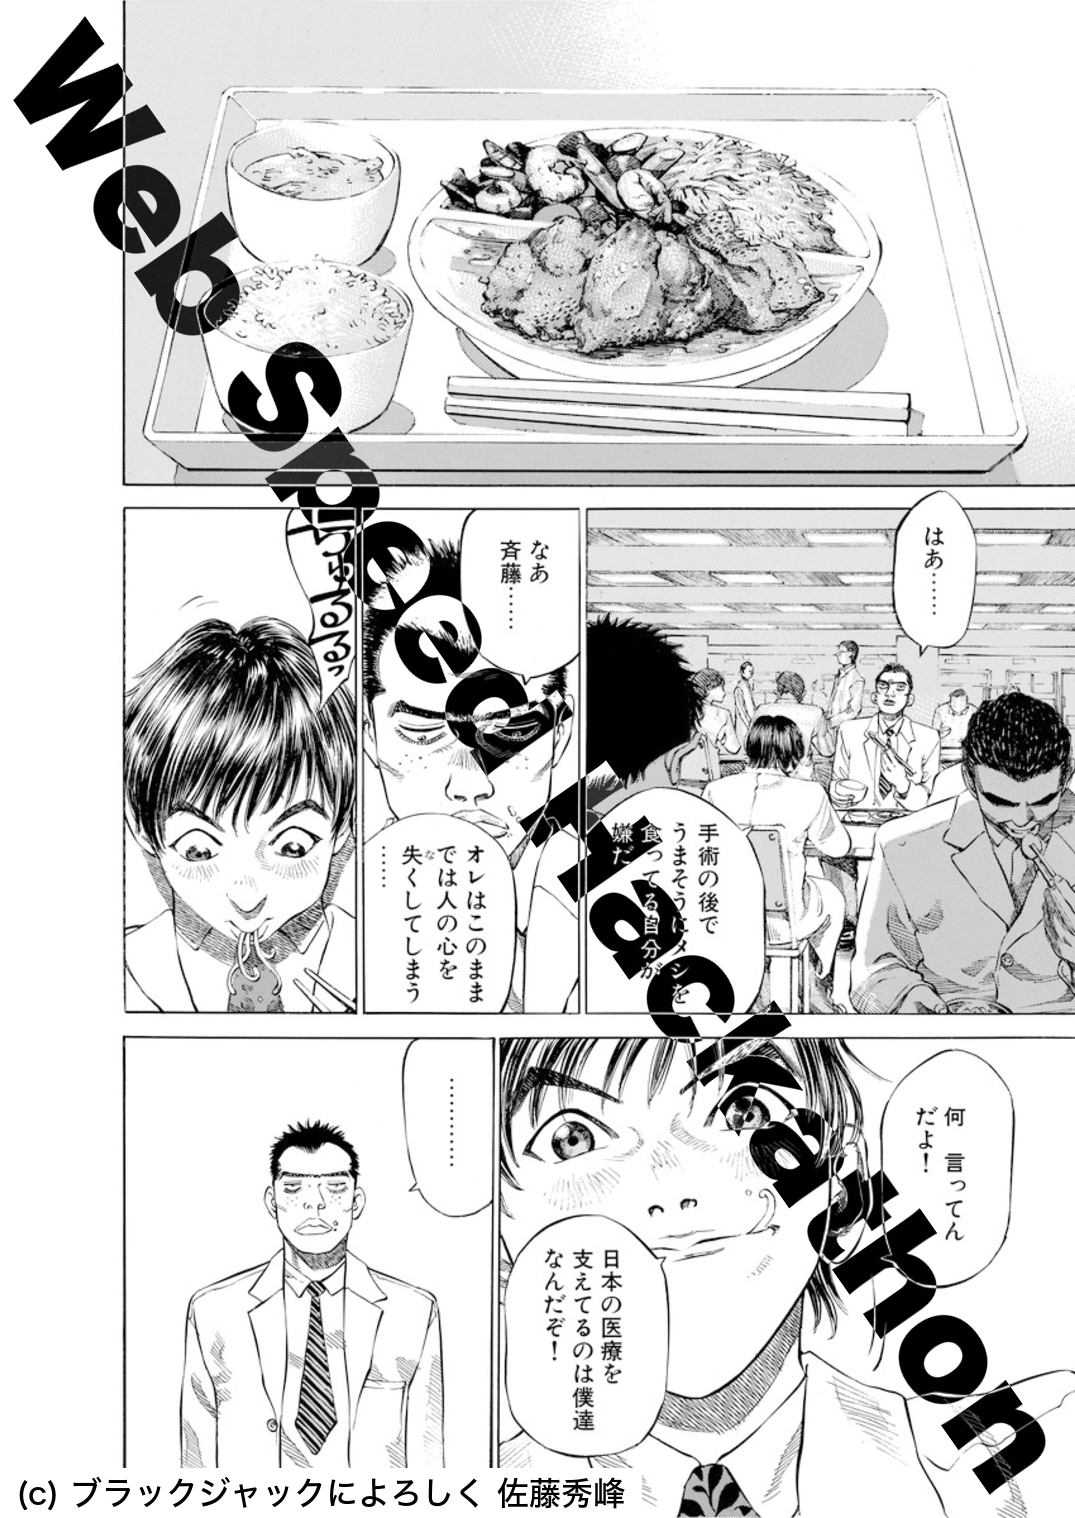 はあ……
手術の後で
うまそうにメシを
食ってる自分が
嫌だ
なあ
斉藤……
オレはこのまま
では人の心を
失くしてしまう
な
……
ちゅるるっ
何 言ってん
だよ!
日本の医療を
支えてるのは僕達
なんだぞ!
…………
Web Speed Hackathon
(c) ブラックジャックによろしく 佐藤秀峰